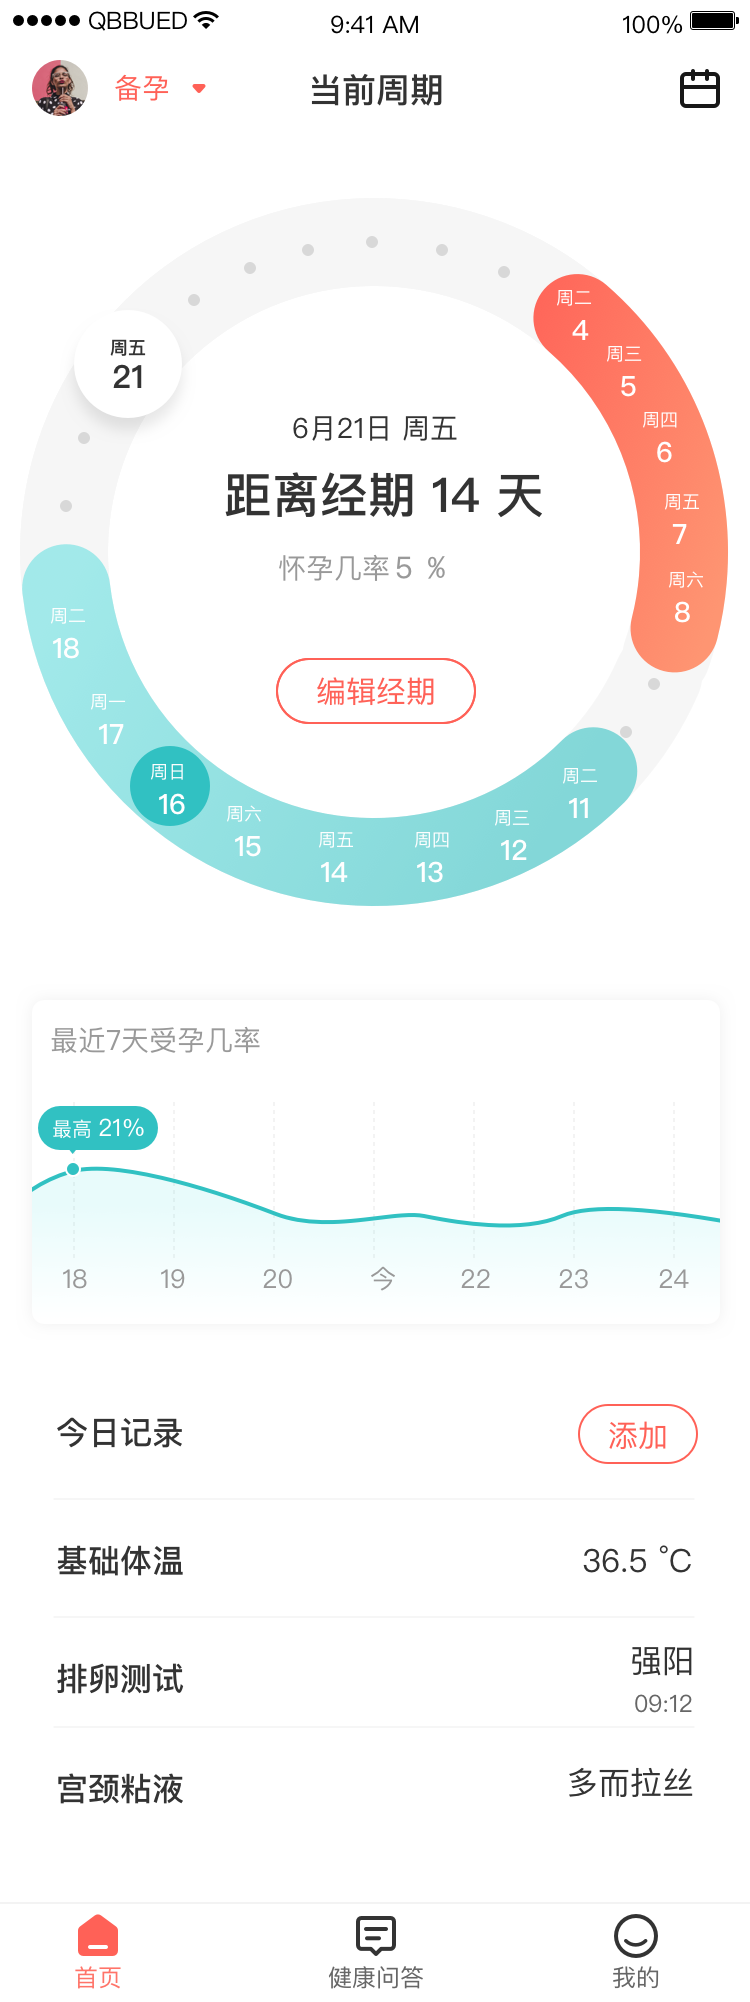 QBBUED
9:41 AM
100%
备孕
当前周期
周二
4
周三
5
周四
6
周五
7
周六
8
周五
21
6月21日 周五
距离经期 14 天
怀孕几率 5 %
编辑经期
周二
18
周一
17
周日
16
周六
15
周五
14
周四
13
周三
12
周二
11
最近7天受孕几率
最高 21%
18 19 20 今 22 23 24
今日记录
添加
基础体温
36.5 °C
排卵测试
强阳
09:12
宫颈粘液
多而拉丝
首页
健康问答
我的